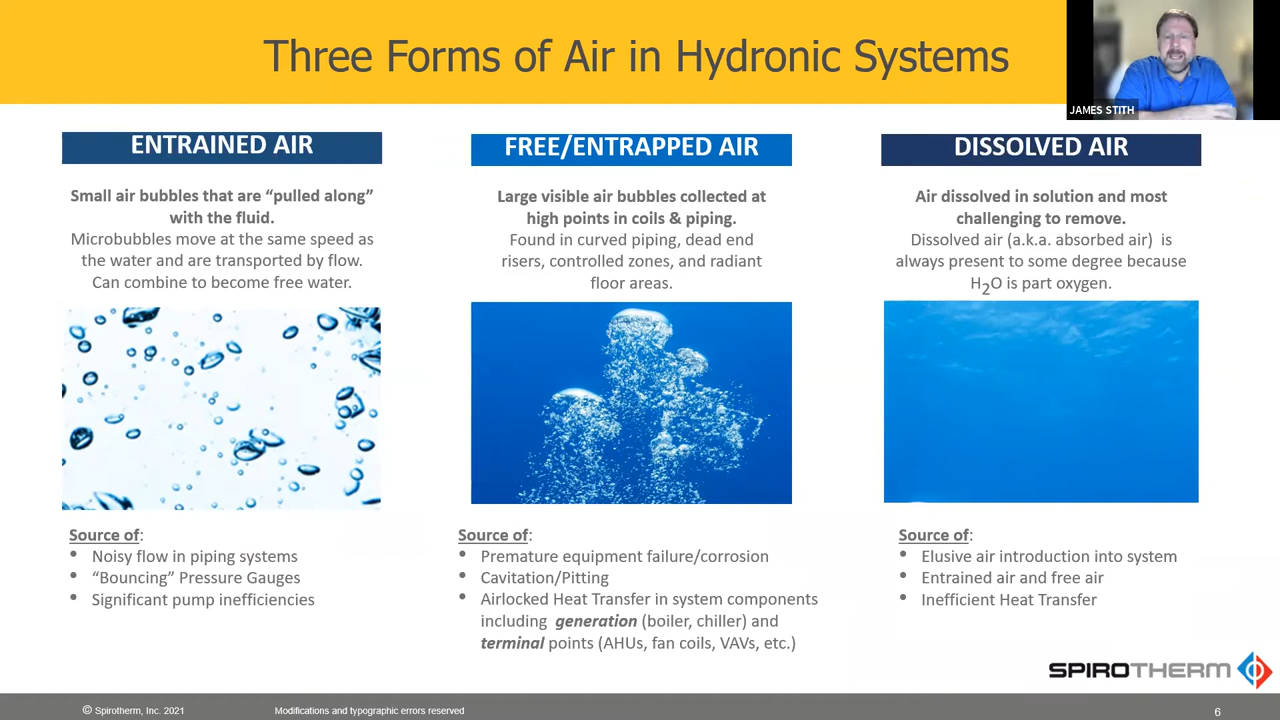 Three Forms of Air in Hydronic Systems
JAMES STITH
ENTRAINED AIR
Small air bubbles that are “pulled along”
with the fluid.
Microbubbles move at the same speed as
the water and are transported by flow.
Can combine to become free water.
Source of:
• Noisy flow in piping systems
• “Bouncing” Pressure Gauges
• Significant pump inefficiencies
FREE/ENTRAPPED AIR
Large visible air bubbles collected at
high points in coils & piping.
Found in curved piping, dead end
risers, controlled zones, and radiant
floor areas.
Source of:
• Premature equipment failure/corrosion
• Cavitation/Pitting
• Airlocked Heat Transfer in system components
including generation (boiler, chiller) and
terminal points (AHUs, fan coils, VAVs, etc.)
DISSOLVED AIR
Air dissolved in solution and most
challenging to remove.
Dissolved air (a.k.a. absorbed air) is
always present to some degree because
H2O is part oxygen.
Source of:
• Elusive air introduction into system
• Entrained air and free air
• Inefficient Heat Transfer
SPIROTHERM
© Spirotherm, Inc. 2021
Modifications and typographic errors reserved
6